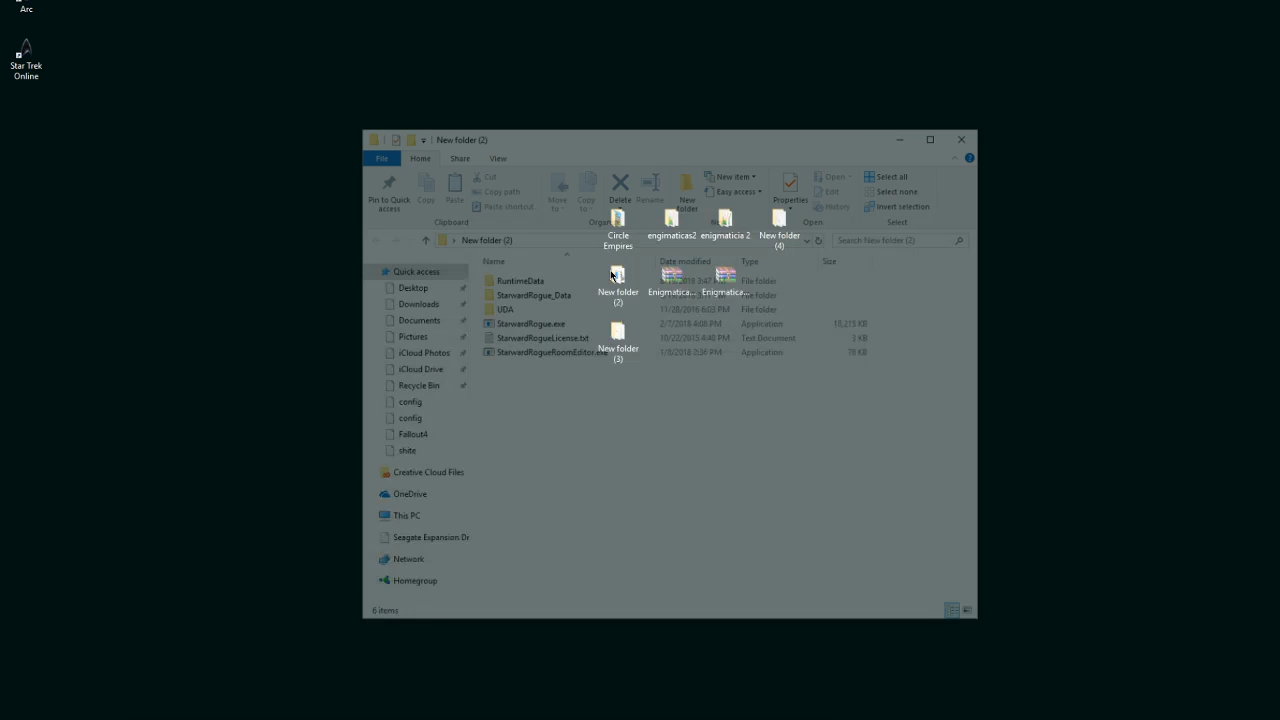 Arc
Star Trek
Online
New folder (2)
File
Home
Share
View
Pin to Quick
access
Copy
Paste
Cut
Copy path
Paste shortcut
Move
to
Copy
to
Delete
Rename
New
folder
New item
Easy access
Properties
Open
Edit
History
Select all
Select none
Invert selection
Clipboard
Organ
Open
Select
New folder (2)
Search New folder (2)
Circle
Empires
engimaticas2
enigmaticia 2
New folder
(4)
New folder
(2)
Enigmatica...
Enigmatica...
New folder
(3)
Name
Date modified
Type
Size
RuntimeData
File folder
StarwardRogue_Data
File folder
UDA
11/28/2016 6:03 PM
File folder
StarwardRogue.exe
2/7/2018 4:08 PM
Application
18,215 KB
StarwardRogueLicense.txt
10/22/2015 4:40 PM
Text Document
3 KB
StarwardRogueRoomEditor.exe
1/6/2018 2:36 PM
Application
76 KB
Quick access
Desktop
Downloads
Documents
Pictures
iCloud Photos
iCloud Drive
Recycle Bin
config
config
Fallout4
shite
Creative Cloud Files
OneDrive
This PC
Seagate Expansion Dr
Network
Homegroup
6 items